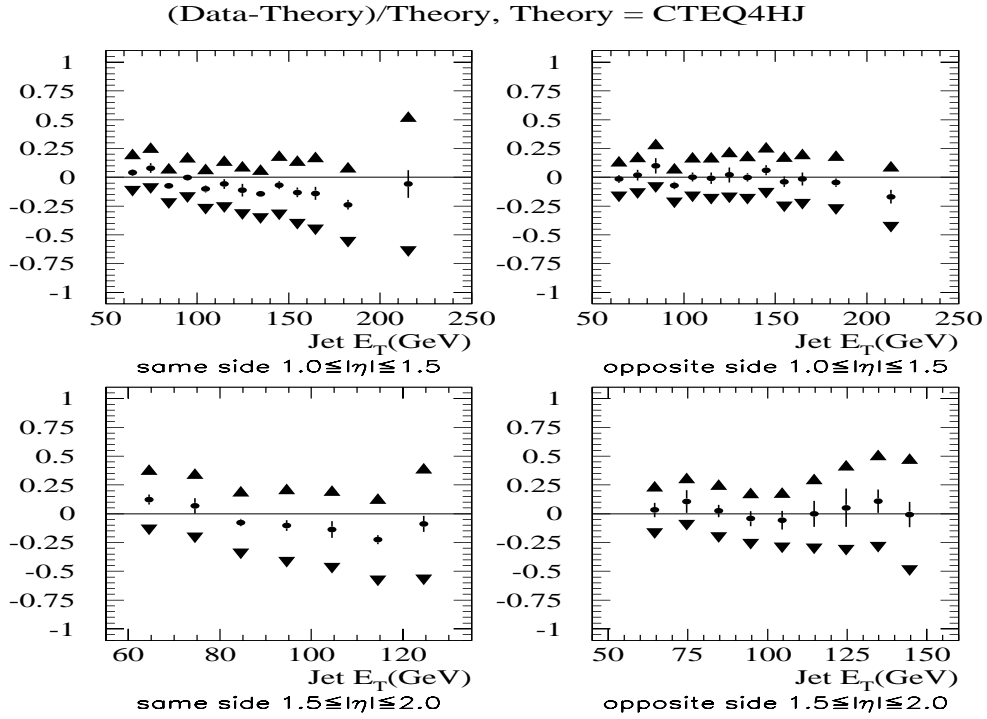 (Data-Theory)/Theory, Theory = CTEQ4HJ
1
0.75
0.5
0.25
0
-0.25
-0.5
-0.75
-1
50 100 150 200 250
Jet E_T(GeV)
same side 1.0≤|η|≤1.5
1
0.75
0.5
0.25
0
-0.25
-0.5
-0.75
-1
50 100 150 200 250
Jet E_T(GeV)
opposite side 1.0≤|η|≤1.5
1
0.75
0.5
0.25
0
-0.25
-0.5
-0.75
-1
60 80 100 120
Jet E_T(GeV)
same side 1.5≤|η|≤2.0
1
0.75
0.5
0.25
0
-0.25
-0.5
-0.75
-1
50 75 100 125 150
Jet E_T(GeV)
opposite side 1.5≤|η|≤2.0